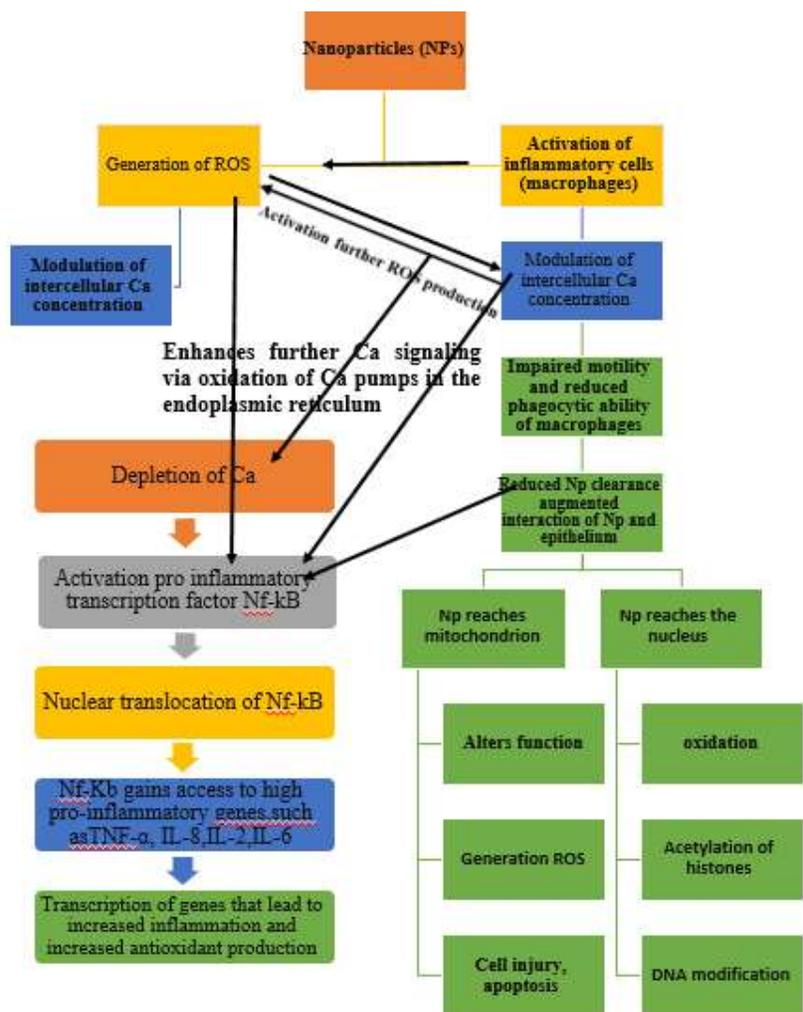 Nanoparticles (NPs)
Generation of ROS
Activation of
inflammatory cells
(macrophages)
Modulation of
intercellular Ca
concentration
Activation further ROS production
Modulation of
intercellular Ca
concentration
Enhances further Ca signaling
via oxidation of Ca pumps in the
endoplasmic reticulum
Impaired motility
and reduced
phagocytic ability
of macrophages
Depletion of Ca
Reduced Np clearance
augmented
interaction of Np and
epithelium
Activation pro inflammatory
transcription factor Nf-kB
Np reaches
mitochondrion
Np reaches the
nucleus
Nuclear translocation of Nf-kB
Alters function
oxidation
Nf-Kb gains access to high
pro-inflammatory genes such
asTNF-α, IL-8,IL-2,IL-6
Generation ROS
Acetylation of
histones
Transcription of genes that lead to
increased inflammation and
increased antioxidant production
Cell injury,
apoptosis
DNA modification